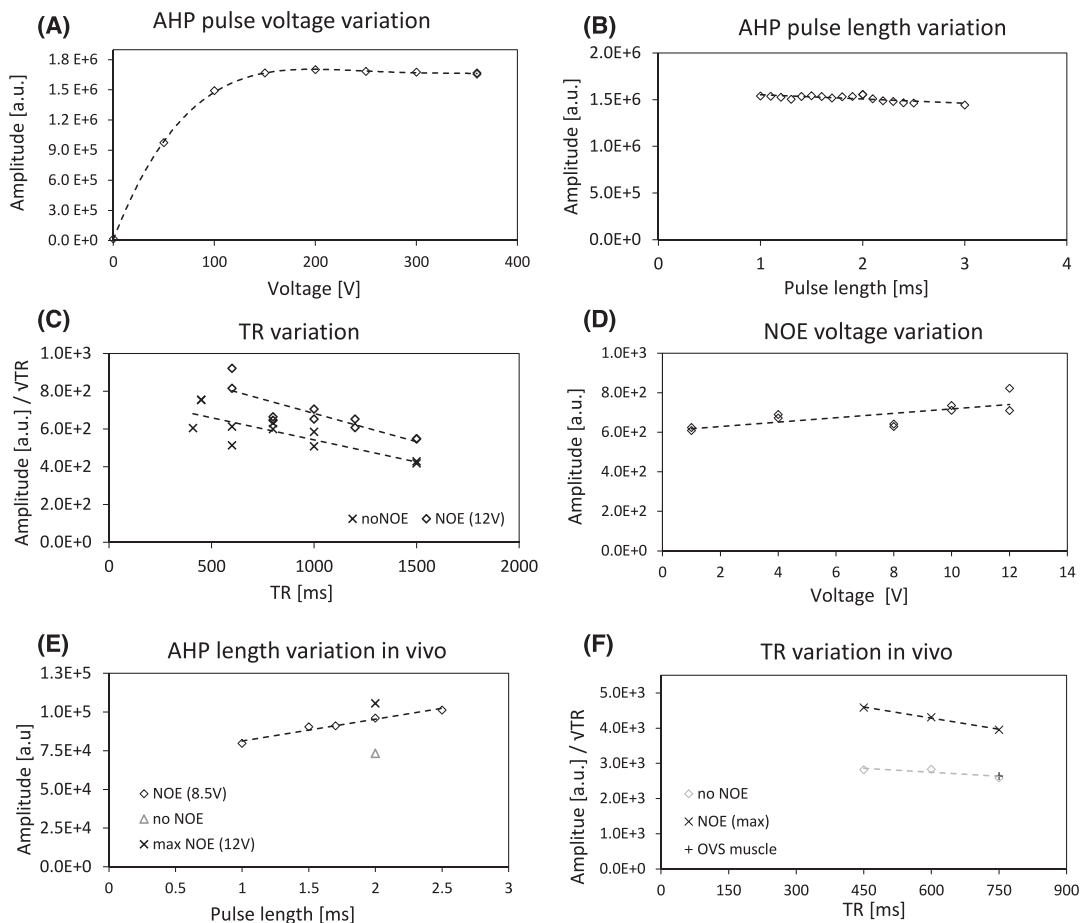 (A)
AHP pulse voltage variation
Amplitude [a.u.]
1.8 E+6
1.5 E+6
1.2 E+6
9.0 E+5
6.0 E+5
3.0 E+5
0.0 E+0
0 100 200 300 400
Voltage [V]
(B)
AHP pulse length variation
Amplitude [a.u.]
2.0E+6
1.5E+6
1.0E+6
5.0E+5
0.0E+0
0 1 2 3 4
Pulse length [ms]
(C)
TR variation
Amplitude [a.u.] / √TR
1.0E+3
8.0E+2
6.0E+2
4.0E+2
2.0E+2
0.0E+0
noNOE NOE (12V)
0 500 1000 1500 2000
TR [ms]
(D)
NOE voltage variation
Amplitude [a.u.]
1.0E+3
8.0E+2
6.0E+2
4.0E+2
2.0E+2
0.0E+0
0 2 4 6 8 10 12 14
Voltage [V]
(E)
AHP length variation in vivo
Amplitude [a.u]
1.3E+5
1.0E+5
7.5E+4
5.0E+4
2.5E+4
0.0E+0
NOE (8.5V)
no NOE
max NOE (12V)
0 0.5 1 1.5 2 2.5 3
Pulse length [ms]
(F)
TR variation in vivo
Amplitue [a.u.] / √TR
5.0E+3
4.0E+3
3.0E+3
2.0E+3
1.0E+3
0.0E+0
no NOE
NOE (max)
OVS muscle
0 150 300 450 600 750 900
TR [ms]